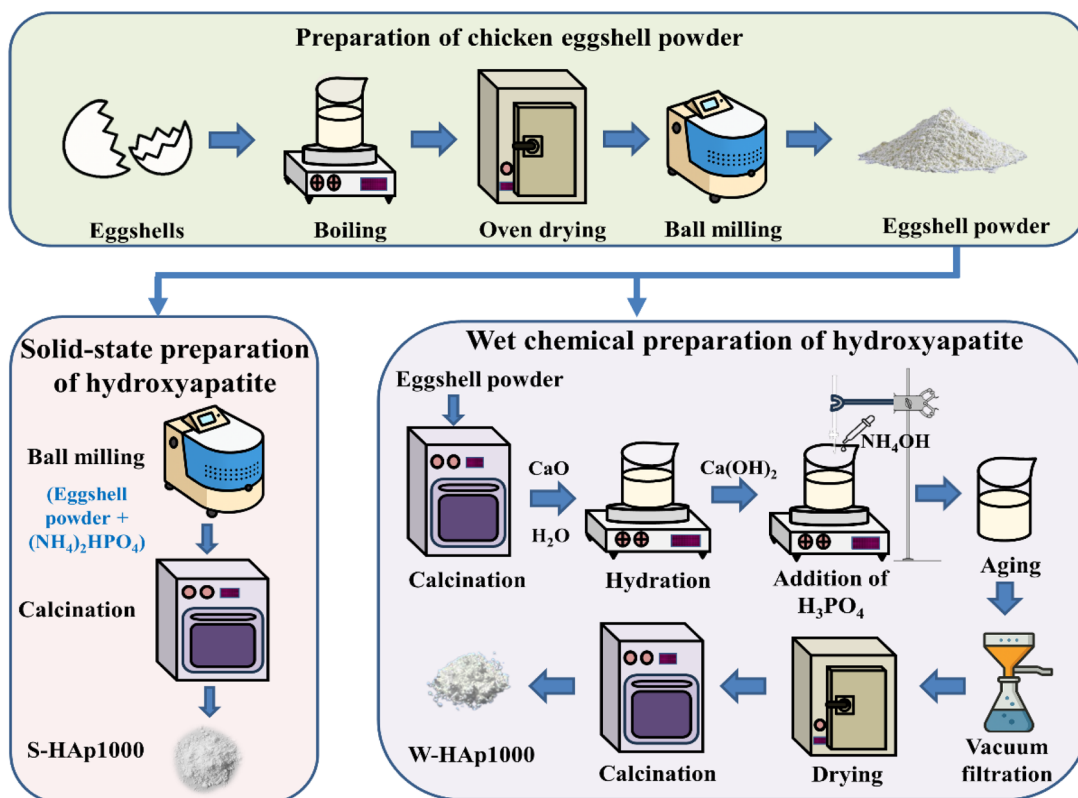 Preparation of chicken eggshell powder
Eggshells
Boiling
Oven drying
Ball milling
Eggshell powder
Solid-state preparation
of hydroxyapatite
Ball milling
(Eggshell
powder +
(NH₄)₂HPO₄)
Calcination
S-HAp1000
Wet chemical preparation of hydroxyapatite
Eggshell powder
CaO
H₂O
Ca(OH)₂
NH₄OH
Calcination
Hydration
Addition of
H₃PO₄
Aging
W-HAp1000
Calcination
Drying
Vacuum
filtration